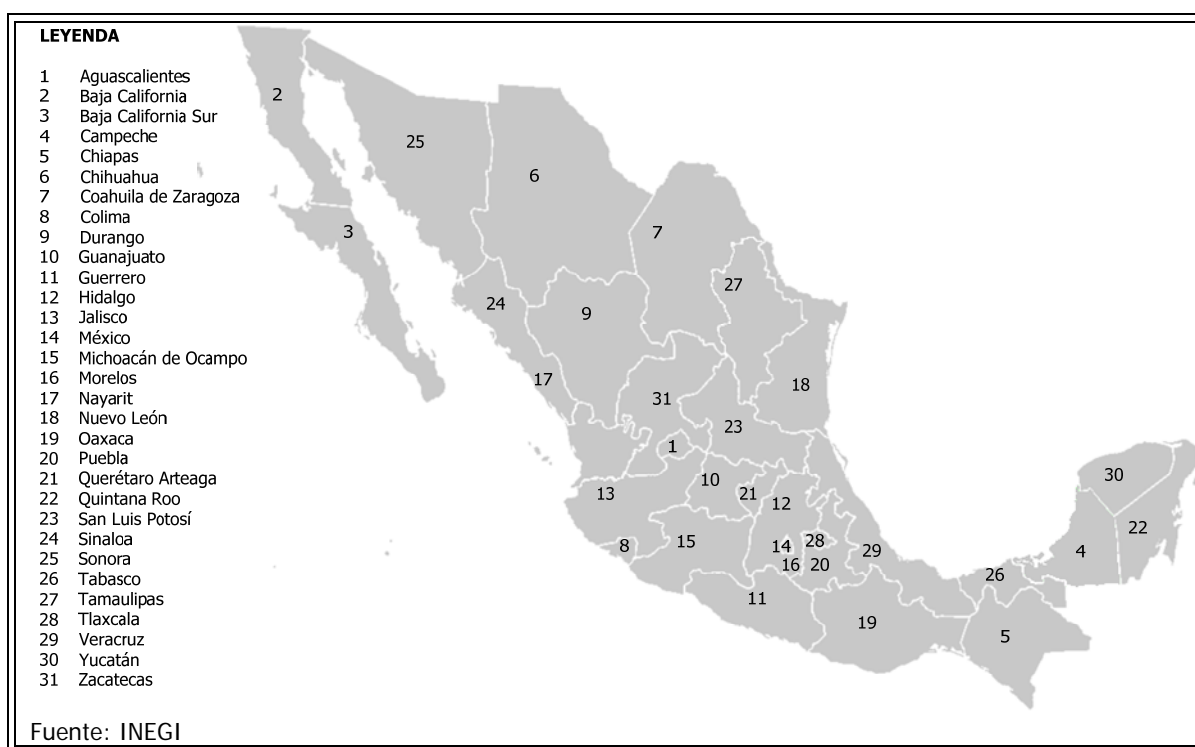 LEYENDA
1 Aguascalientes
2 Baja California
3 Baja California Sur
4 Campeche
5 Chiapas
6 Chihuahua
7 Coahuila de Zaragoza
8 Colima
9 Durango
10 Guanajuato
11 Guerrero
12 Hidalgo
13 Jalisco
14 México
15 Michoacán de Ocampo
16 Morelos
17 Nayarit
18 Nuevo León
19 Oaxaca
20 Puebla
21 Querétaro Arteaga
22 Quintana Roo
23 San Luis Potosí
24 Sinaloa
25 Sonora
26 Tabasco
27 Tamaulipas
28 Tlaxcala
29 Veracruz
30 Yucatán
31 Zacatecas
2
25
6
3
7
27
24
9
17
18
31
23
1
30
13
10
21
12
22
8
15
14
28
29
4
16
20
26
11
19
5
Fuente: INEGI